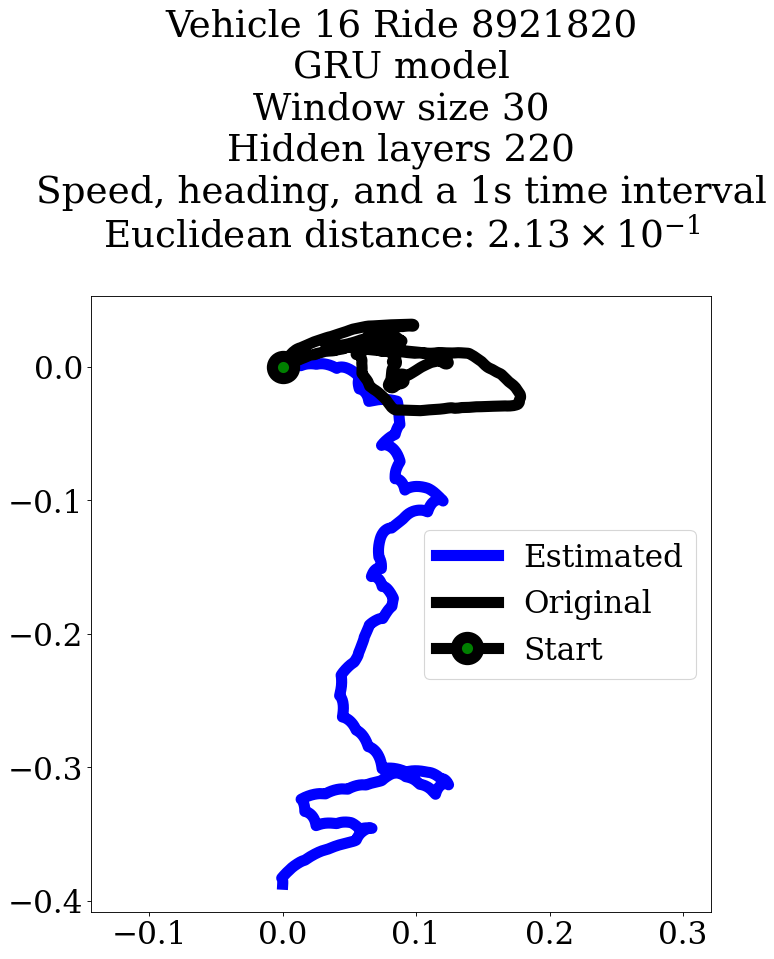 Vehicle 16 Ride 8921820
GRU model
Window size 30
Hidden layers 220
Speed, heading, and a 1s time interval
Euclidean distance: 2.13 × 10⁻¹
0.0
−0.1
−0.2
−0.3
−0.4
Estimated
Original
Start
−0.1
0.0
0.1
0.2
0.3